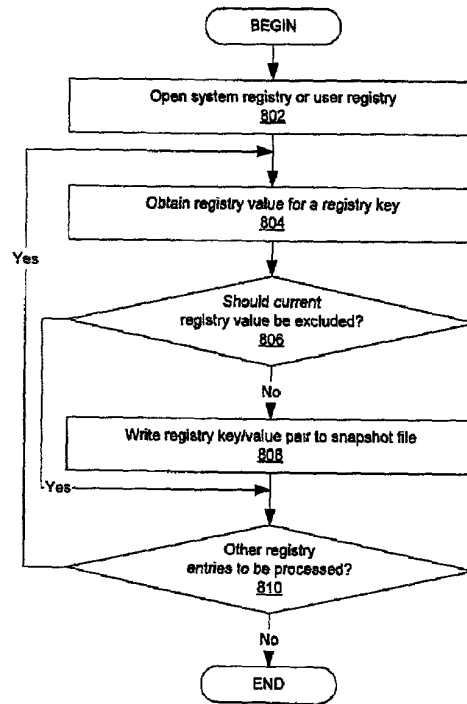 BEGIN
Open system registry or user registry
802
Obtain registry value for a registry key
804
Yes
Should current
registry value be excluded?
806
No
Write registry key/value pair to snapshot file
808
Yes
Other registry
entries to be processed?
810
No
END